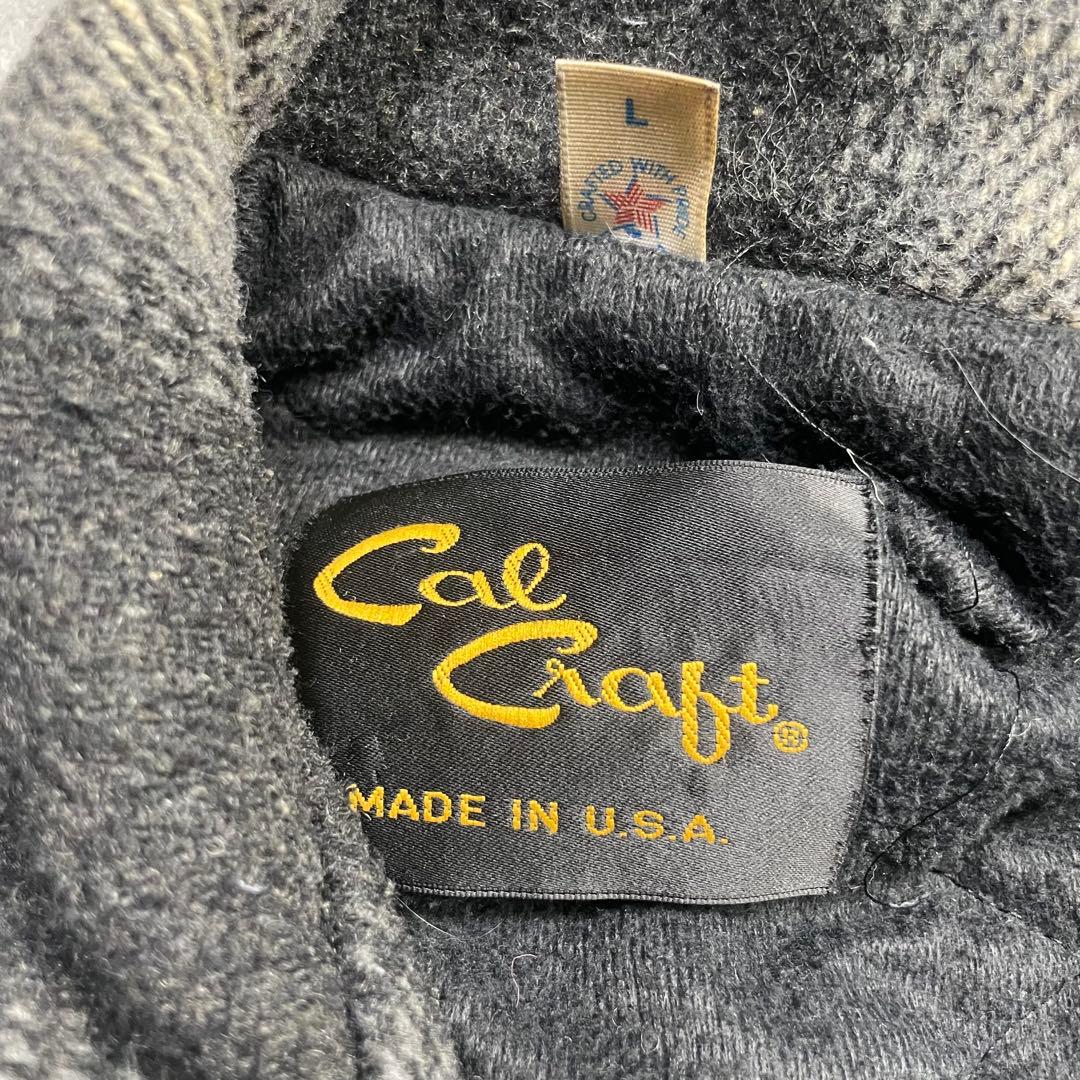 L
CRAFTED WITH PRIDE
Cal
Craft®
MADE IN U.S.A.